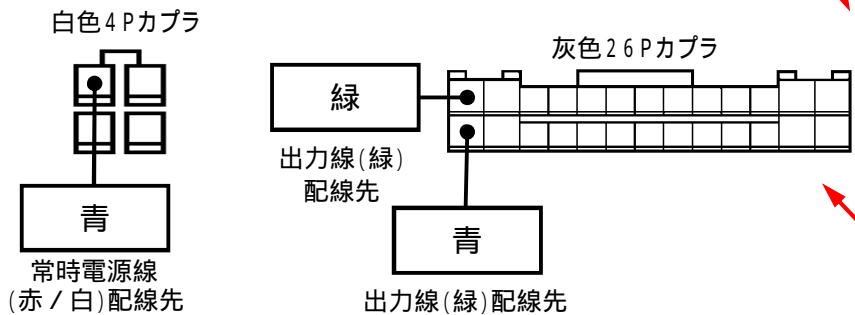 白色4Pカプラ
青
常時電源線
(赤/白)配線先
灰色26Pカプラ
緑
出力線(緑)
配線先
青
出力線(緑)配線先